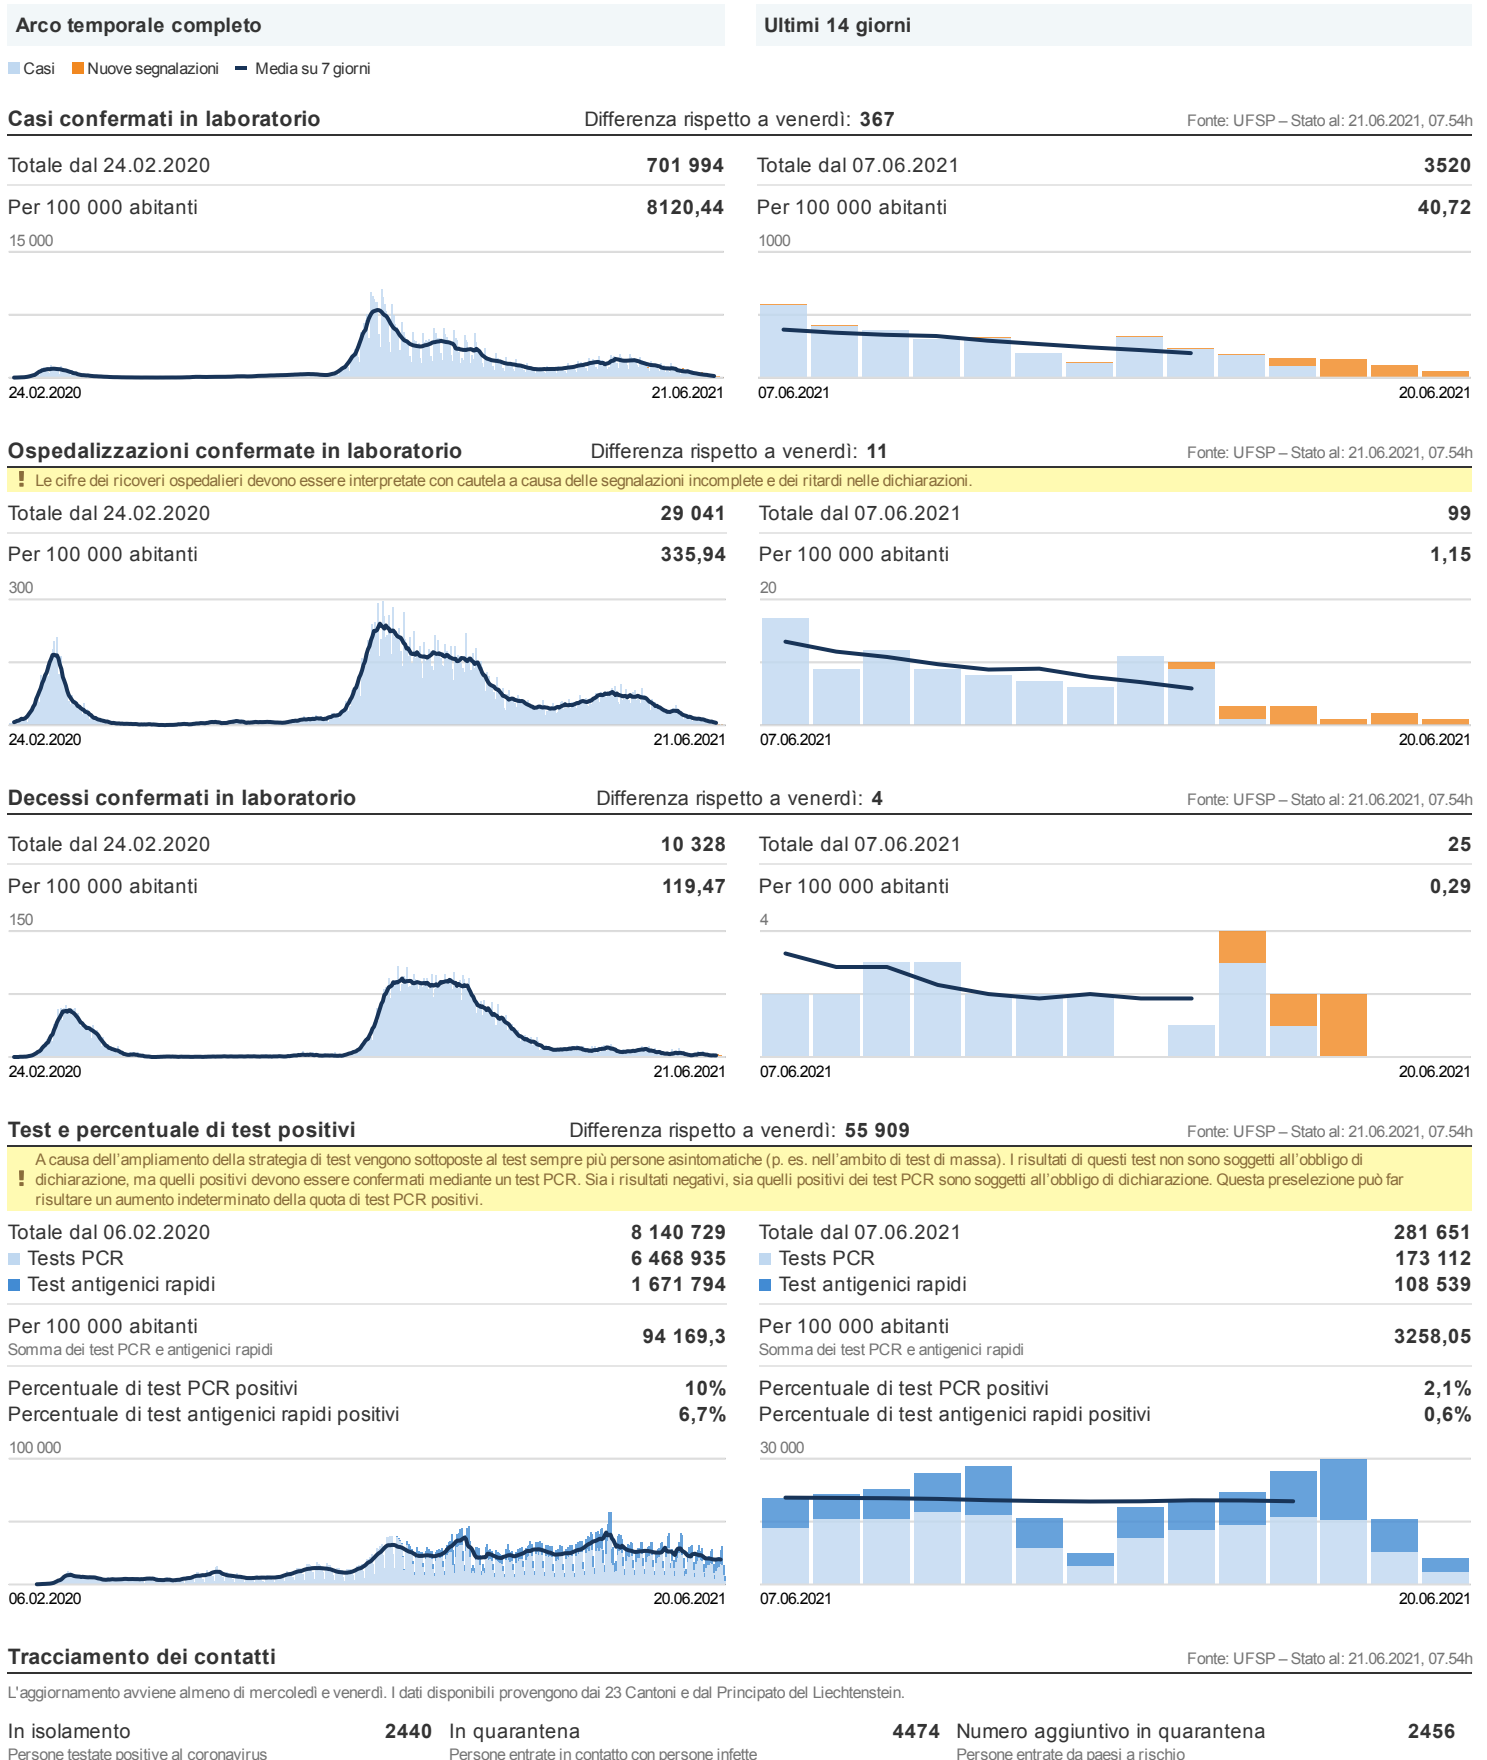 Arco temporale completo
Ultimi 14 giorni
Casi Nuove segnalazioni Media su 7 giorni
Casi confermati in laboratorio Differenza rispetto a venerdì: 367 Fonte: UFSP – Stato al: 21.06.2021, 07.54h
Totale dal 24.02.2020 701 994
Per 100 000 abitanti 8120,44
15 000
24.02.2020 21.06.2021
Totale dal 07.06.2021 3520
Per 100 000 abitanti 40,72
1000
07.06.2021 20.06.2021
Ospedalizzazioni confermate in laboratorio Differenza rispetto a venerdì: 11 Fonte: UFSP – Stato al: 21.06.2021, 07.54h
! Le cifre dei ricoveri ospedalieri devono essere interpretate con cautela a causa delle segnalazioni incomplete e dei ritardi nelle dichiarazioni.
Totale dal 24.02.2020 29 041
Per 100 000 abitanti 335,94
300
24.02.2020 21.06.2021
Totale dal 07.06.2021 99
Per 100 000 abitanti 1,15
20
07.06.2021 20.06.2021
Decessi confermati in laboratorio Differenza rispetto a venerdì: 4 Fonte: UFSP – Stato al: 21.06.2021, 07.54h
Totale dal 24.02.2020 10 328
Per 100 000 abitanti 119,47
150
24.02.2020 21.06.2021
Totale dal 07.06.2021 25
Per 100 000 abitanti 0,29
4
07.06.2021 20.06.2021
Test e percentuale di test positivi Differenza rispetto a venerdì: 55 909 Fonte: UFSP – Stato al: 21.06.2021, 07.54h
A causa dell'ampliamento della strategia di test vengono sottoposte al test sempre più persone asintomatiche (p. es. nell'ambito di test di massa). I risultati di questi test non sono soggetti all'obbligo di
! dichiarazione, ma quelli positivi devono essere confermati mediante un test PCR. Sia i risultati negativi, sia quelli positivi dei test PCR sono soggetti all'obbligo di dichiarazione. Questa preselezione può far
risultare un aumento indeterminato della quota di test PCR positivi.
Totale dal 06.02.2020 8 140 729
Tests PCR 6 468 935
Test antigenici rapidi 1 671 794
Per 100 000 abitanti 94 169,3
Somma dei test PCR e antigenici rapidi
Percentuale di test PCR positivi 10%
Percentuale di test antigenici rapidi positivi 6,7%
100 000
06.02.2020 20.06.2021
Totale dal 07.06.2021 281 651
Tests PCR 173 112
Test antigenici rapidi 108 539
Per 100 000 abitanti 3258,05
Somma dei test PCR e antigenici rapidi
Percentuale di test PCR positivi 2,1%
Percentuale di test antigenici rapidi positivi 0,6%
30 000
07.06.2021 20.06.2021
Tracciamento dei contatti Fonte: UFSP – Stato al: 21.06.2021, 07.54h
L'aggiornamento avviene almeno di mercoledì e venerdì. I dati disponibili provengono dai 23 Cantoni e dal Principato del Liechtenstein.
In isolamento 2440
Persone testate positive al coronavirus
In quarantena 4474
Persone entrate in contatto con persone infette
Numero aggiuntivo in quarantena 2456
Persone entrate da paesi a rischio